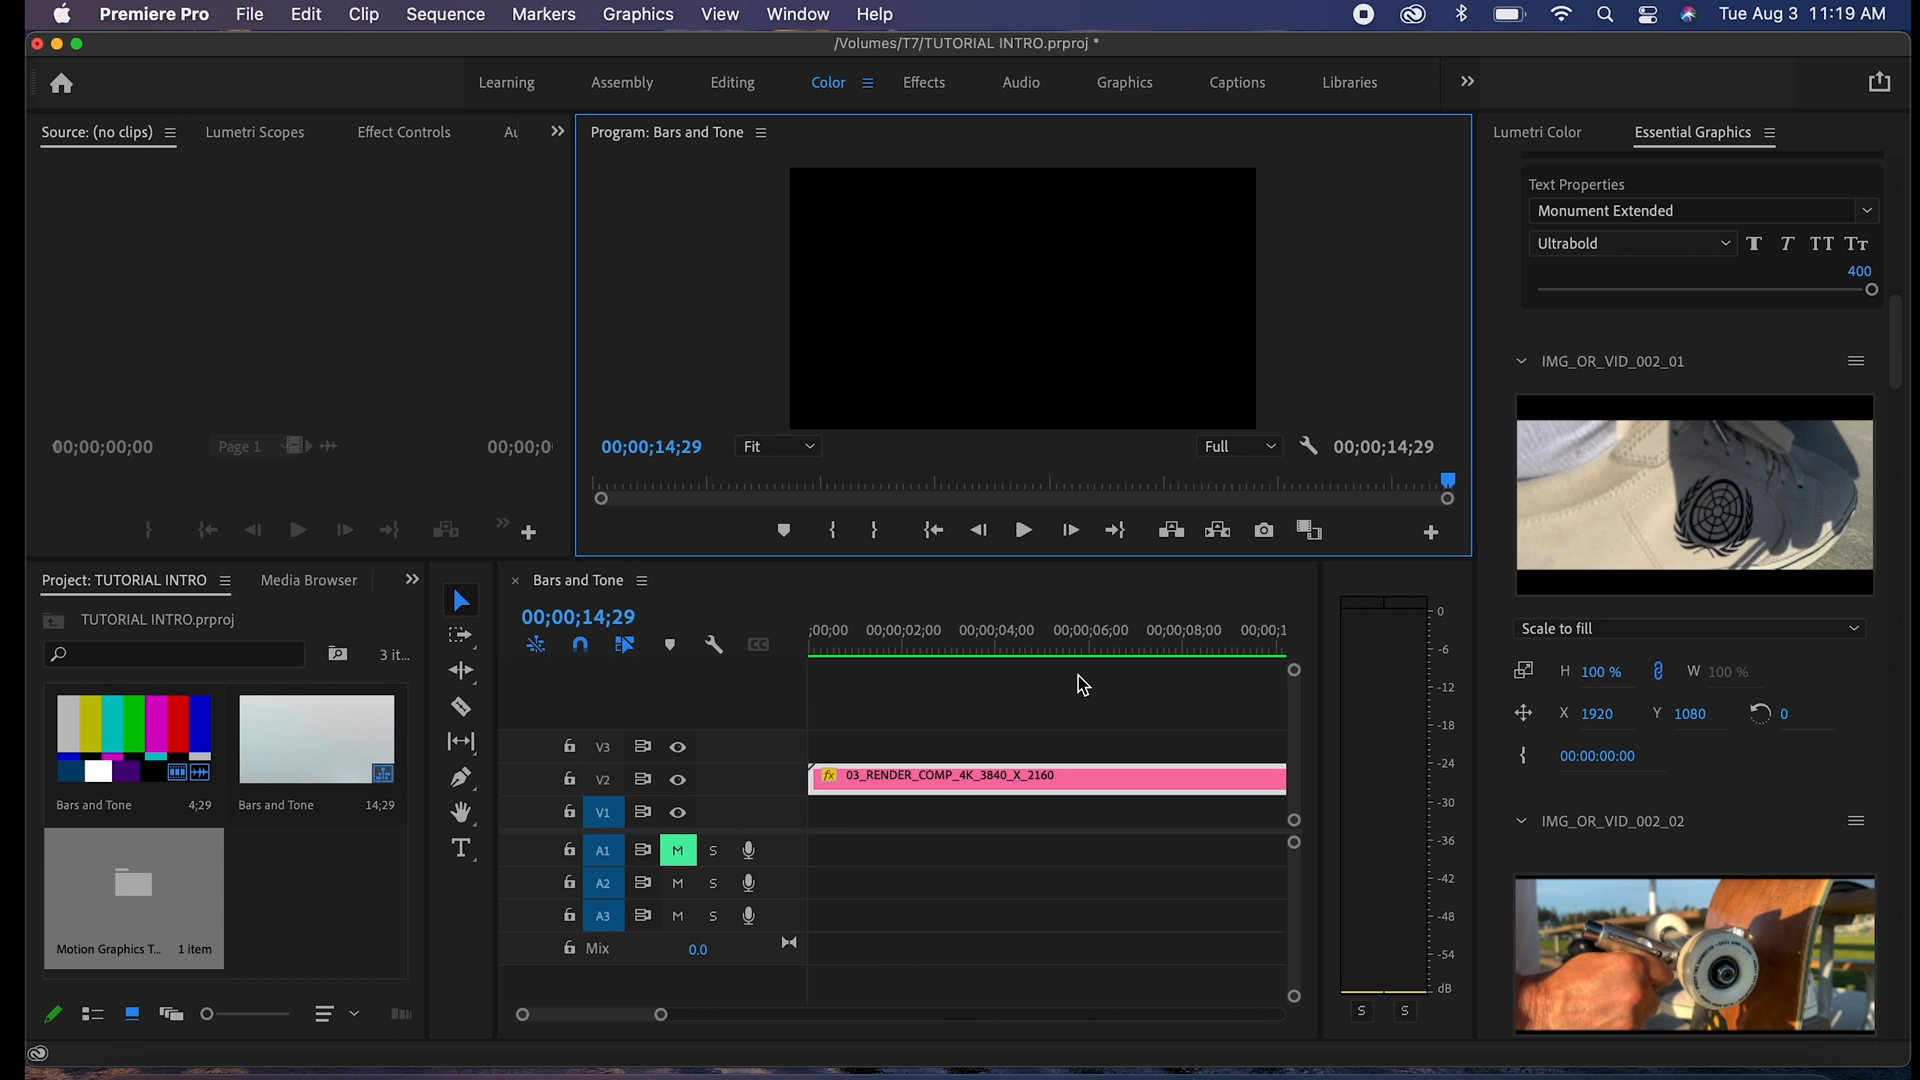 Premiere Pro File Edit Clip Sequence Markers Graphics View Window Help Tue Aug 3 11:19 AM
/Volumes/T7/TUTORIAL INTRO.prproj *
Learning Assembly Editing Color Effects Audio Graphics Captions Libraries
Source: (no clips) Lumetri Scopes Effect Controls Au
Program: Bars and Tone
Lumetri Color Essential Graphics
Text Properties
Monument Extended
Ultrabold T T TT Tт
400
IMG_OR_VID_002_01
00;00;00;00 Page 1 00;00;0
00;00;14;29 Fit Full 00;00;14;29
Scale to fill
H 100 % W 100 %
X 1920 Y 1080 0
00:00:00:00
IMG_OR_VID_002_02
Project: TUTORIAL INTRO Media Browser
TUTORIAL INTRO.prproj
3 it...
Bars and Tone 4;29
Bars and Tone 14;29
Motion Graphics T... 1 item
T
Bars and Tone
00;00;14;29
CC
;00;00 00;00;02;00 00;00;04;00 00;00;06;00 00;00;08;00 00;00;1
V3
V2 fx 03_RENDER_COMP_4K_3840_X_2160
V1
A1 M S
A2 M S
A3 M S
Mix 0.0
0
-6
-12
-18
-24
-30
-36
-42
-48
-54
dB
S S